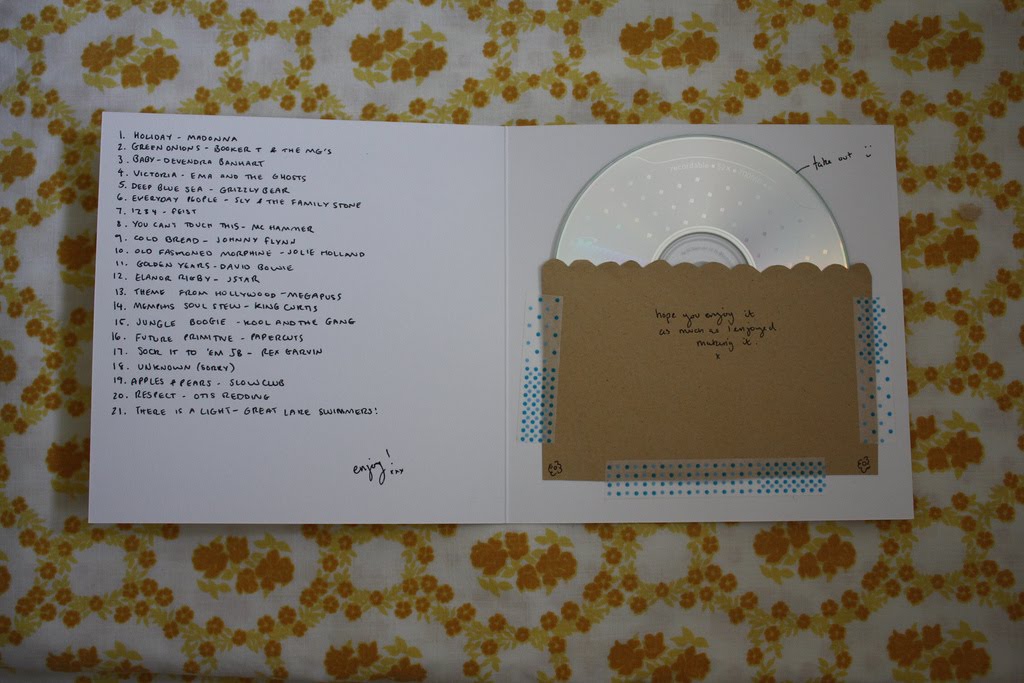 1. HOLIDAY - MADONNA
2. GREEN ONIONS - BOOKER T & THE MG'S
3. BABY - DEVENDRA BANHART
4. VICTORIA - EMA AND THE GHOSTS
5. DEEP BLUE SEA - GRIZZLY BEAR
6. EVERYDAY PEOPLE - SLY & THE FAMILY STONE
7. 1234 - FEIST
8. YOU CANT TOUCH THIS - MC HAMMER
9. COLD BREAD - JOHNNY FLYNN
10. OLD FASHIONED MORPHINE - JOLIE HOLLAND
11. GOLDEN YEARS - DAVID BOWIE
12. ELANOR RIGBY - JSTAR
13. THEME FROM HOLLYWOOD - MEGAPUSS
14. MEMPHIS SOUL STEW - KING CURTIS
15. JUNGLE BOOGIE - KOOL AND THE GANG
16. FUTURE PRIMITIVE - PAPERCUTS
17. SOCK IT TO 'EM JB - REX GARVIN
18. UNKNOWN (SORRY)
19. APPLES & PEARS - SLOW CLUB
20. RESPECT - OTIS REDDING
21. THERE IS A LIGHT - GREAT LAKE SWIMMERS!
enjoy! xxx
recordable • 52x •
take out :)
hope you enjoy it
as much as i enjoyed
making it.
x